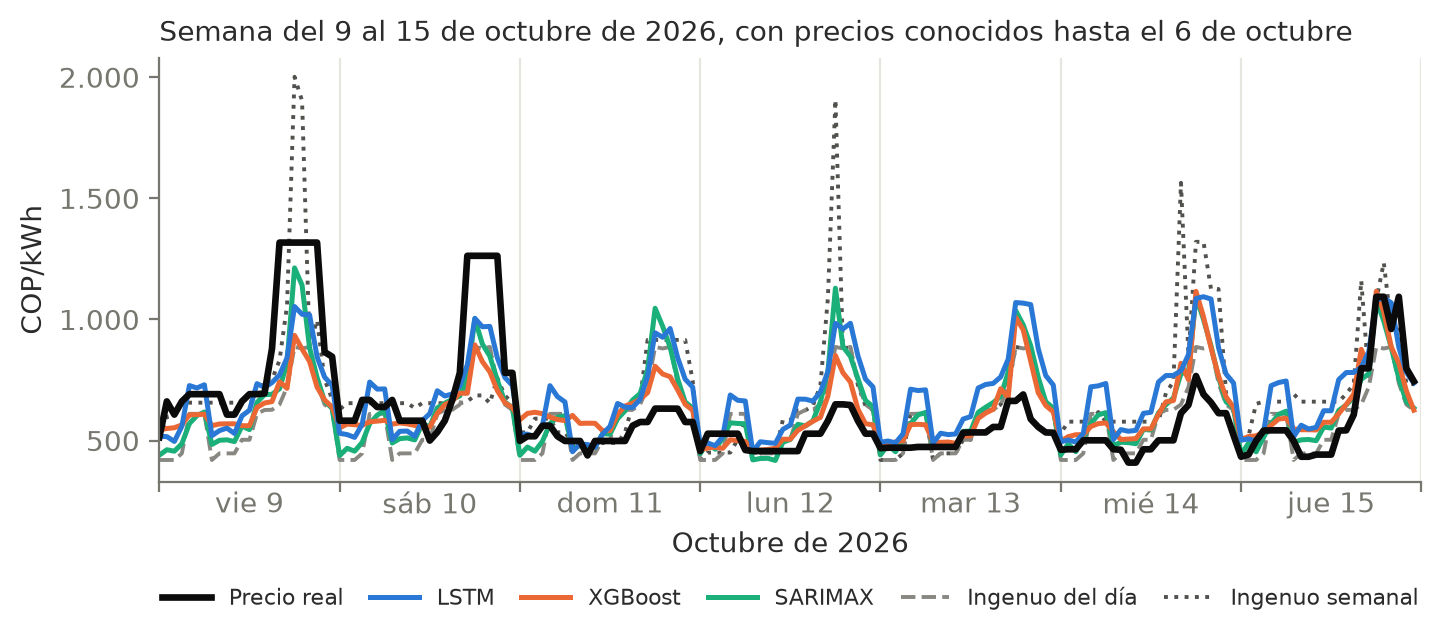 Semana del 9 al 15 de octubre de 2026, con precios conocidos hasta el 6 de octubre
COP/kWh
2.000
1.500
1.000
500
vie 9 sáb 10 dom 11 lun 12 mar 13 mié 14 jue 15
Octubre de 2026
Precio real LSTM XGBoost SARIMAX Ingenuo del día Ingenuo semanal